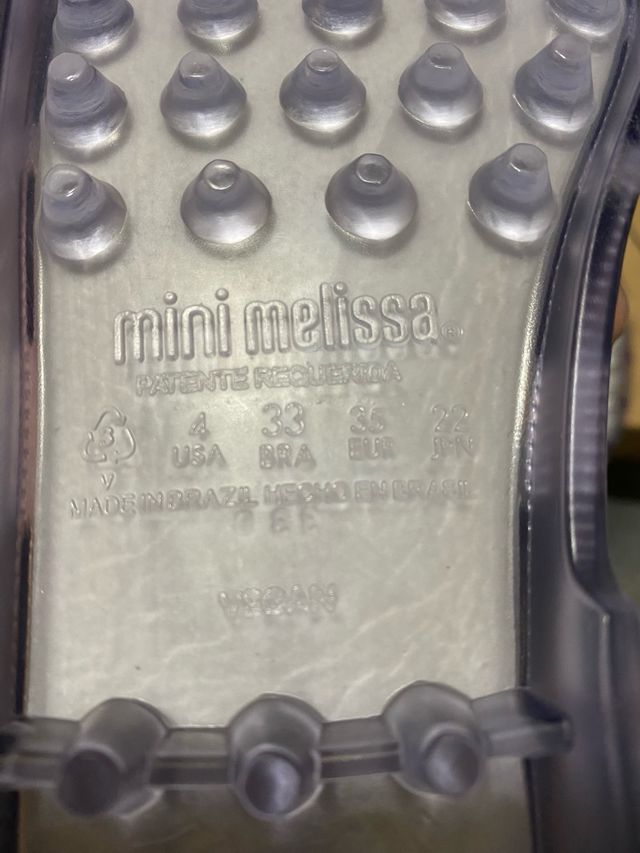 mini melissa®
PATENTE REQUERIDA
4 33 35 22
USA BRA EUR JPN
3
V
MADE IN BRAZIL HECHO EN BRASIL
VEGAN